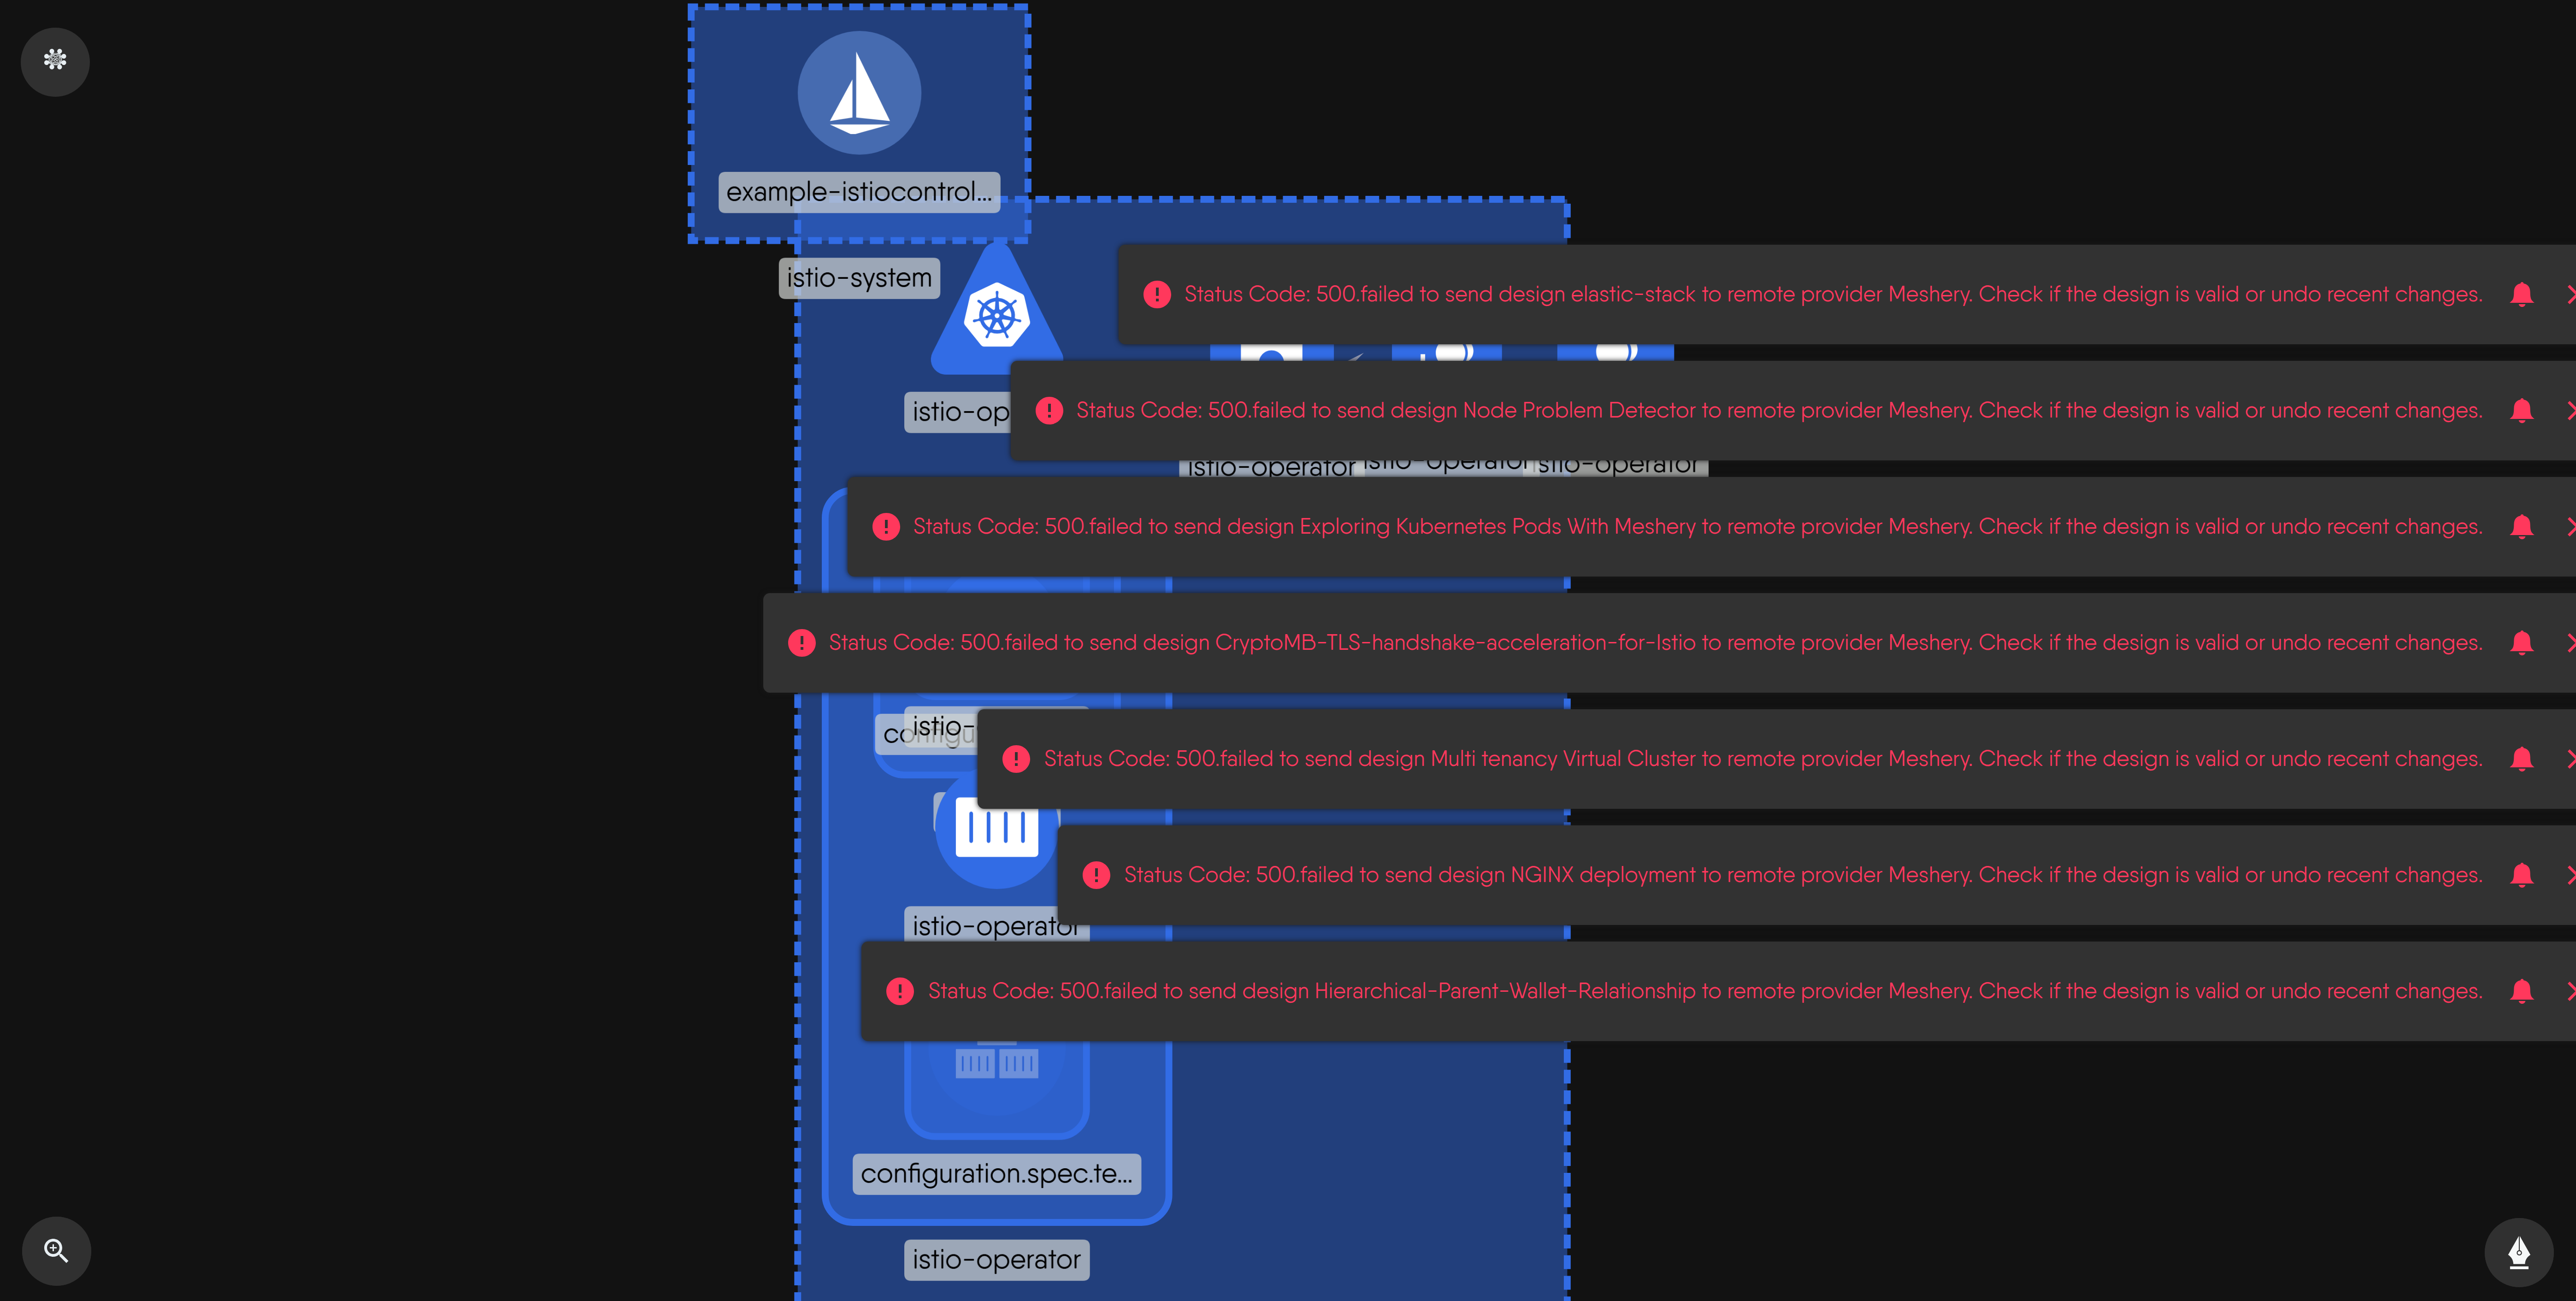 example-istiocontrol...
istio-system
Status Code: 500.failed to send design elastic-stack to remote provider Meshery. Check if the design is valid or undo recent changes.
istio-op
Status Code: 500.failed to send design Node Problem Detector to remote provider Meshery. Check if the design is valid or undo recent changes.
istio-operator istio-operator istio-operator
Status Code: 500.failed to send design Exploring Kubernetes Pods With Meshery to remote provider Meshery. Check if the design is valid or undo recent changes.
Status Code: 500.failed to send design CryptoMB-TLS-handshake-acceleration-for-Istio to remote provider Meshery. Check if the design is valid or undo recent changes.
istio-
configu
Status Code: 500.failed to send design Multi tenancy Virtual Cluster to remote provider Meshery. Check if the design is valid or undo recent changes.
Status Code: 500.failed to send design NGINX deployment to remote provider Meshery. Check if the design is valid or undo recent changes.
istio-operator
Status Code: 500.failed to send design Hierarchical-Parent-Wallet-Relationship to remote provider Meshery. Check if the design is valid or undo recent changes.
configuration.spec.te...
istio-operator